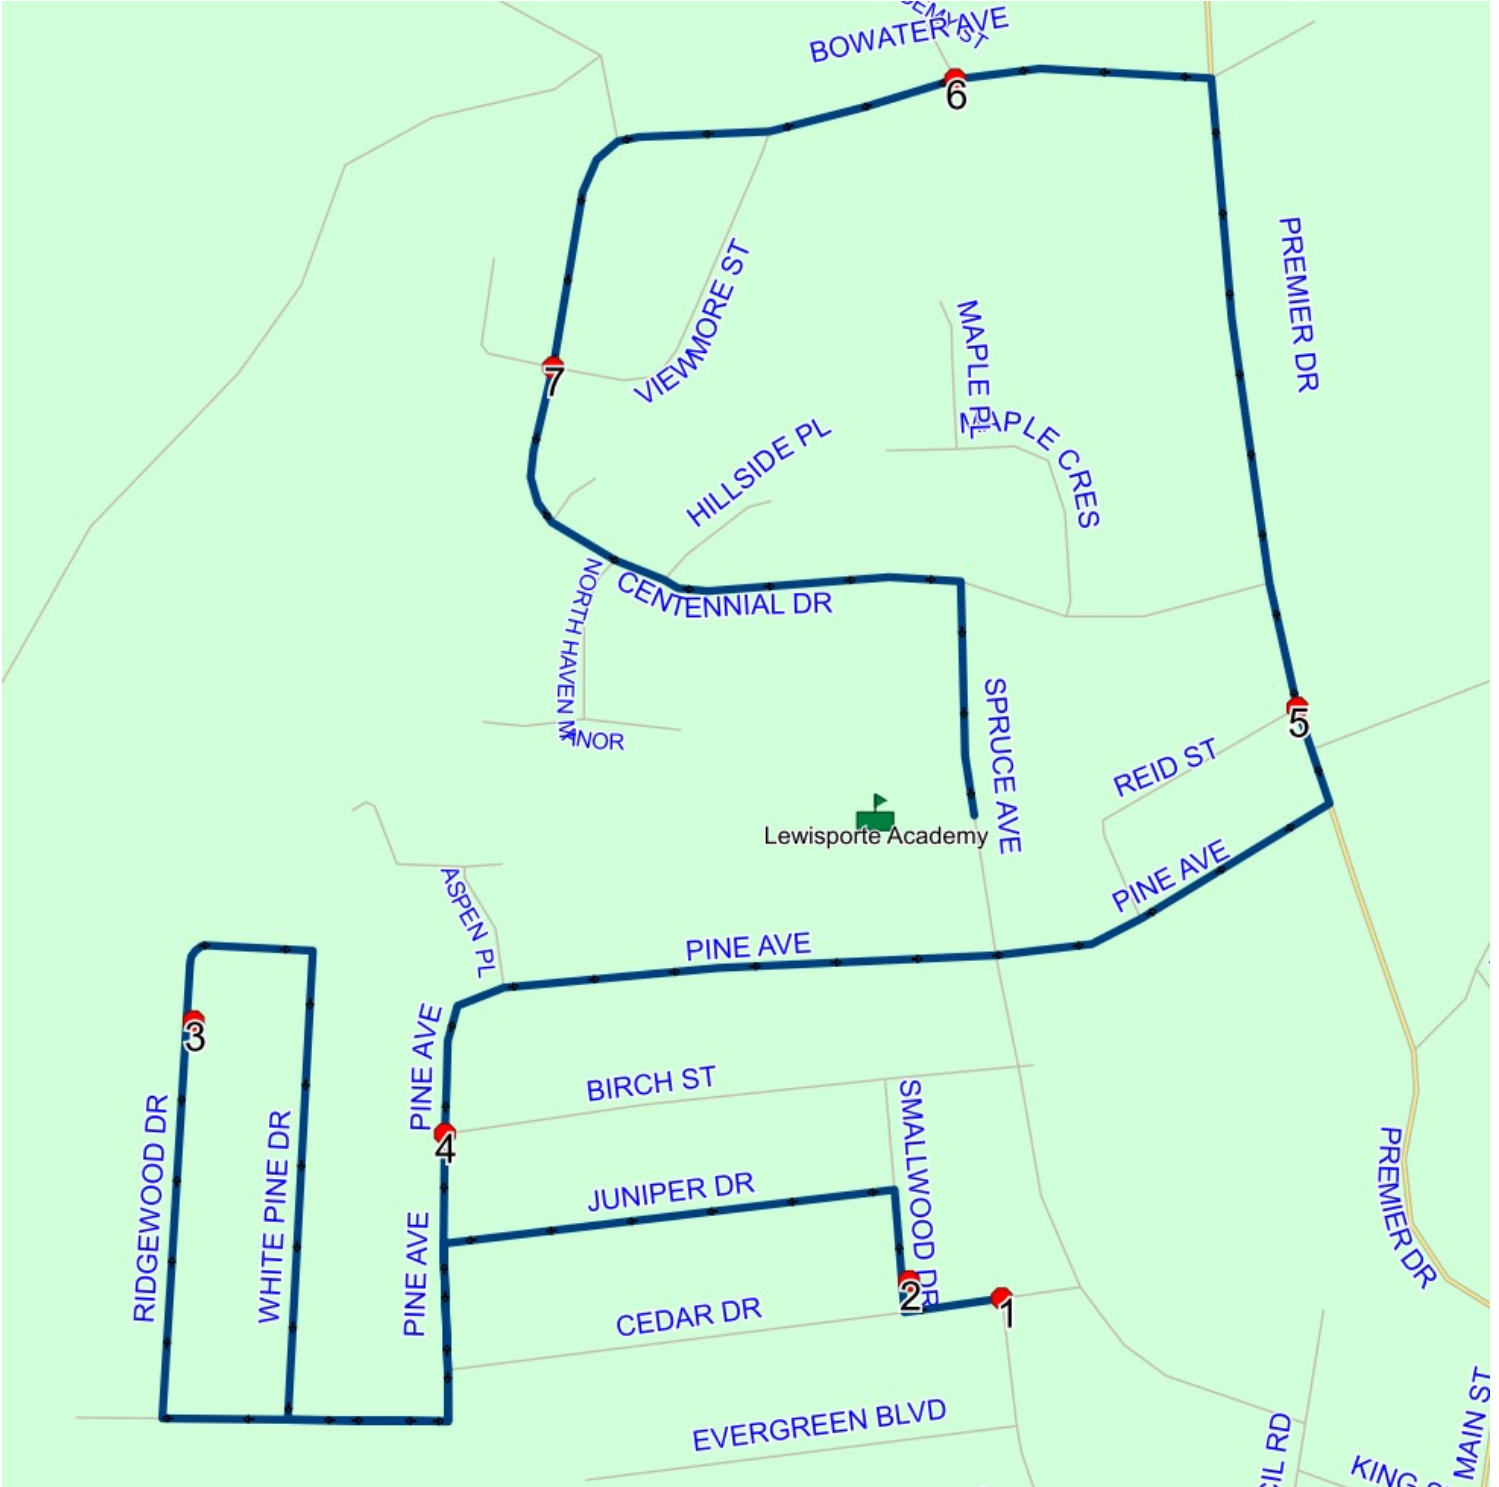 BOWATER AVE
6
PREMIER DR
VIEWMORE ST
7
MAPLE PL
MAPLE CRES
HILLSIDE PL
NORTH HAVEN MANOR
CENTENNIAL DR
5
REID ST
SPRUCE AVE
Lewisporte Academy
PINE AVE
ASPEN PL
PINE AVE
3
PINE AVE
BIRCH ST
4
SMALLWOOD DR
RIDGEWOOD DR
WHITE PINE DR
JUNIPER DR
PREMIER DR
PINE AVE
2
1
CEDAR DR
EVERGREEN BLVD
MAIN ST